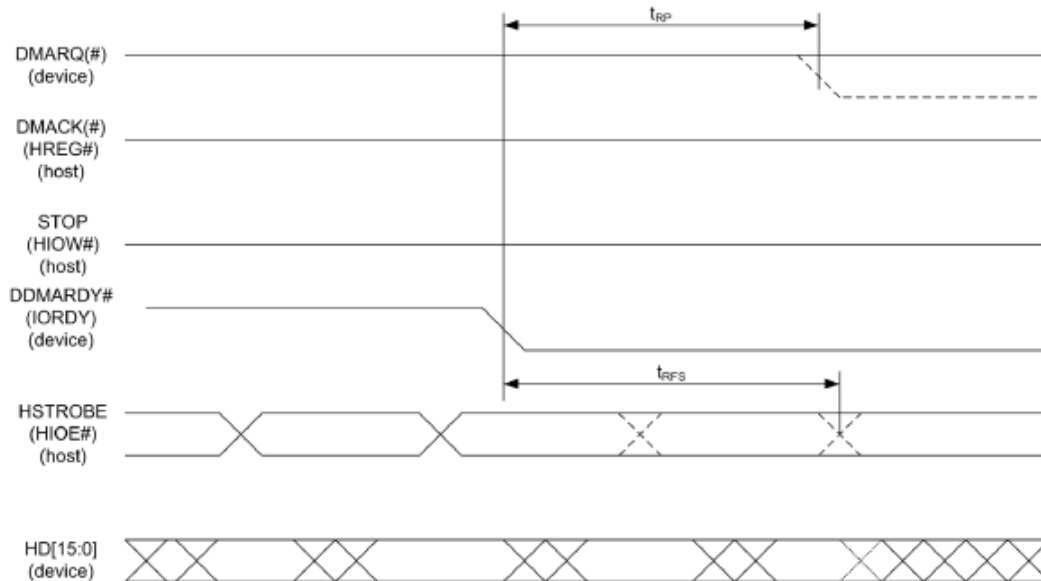 tRP
DMARQ(#)
(device)
DMACK(#)
(HREG#)
(host)
STOP
(HIOW#)
(host)
DDMARDY#
(IORDY)
(device)
tRFS
HSTROBE
(HIOE#)
(host)
HD[15:0]
(device)